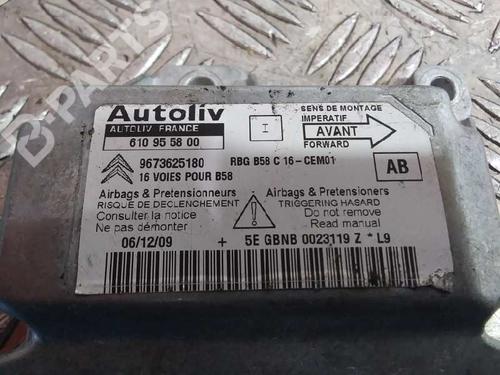 B-PARTS
Autoliv
AUTOLIV FRANCE
610 95 58 00
I
SENS DE MONTAGE
IMPERATIF
AVANT
FORWARD
9673625180
RBG B58 C 16-CEM01
16 VOIES POUR B58
AB
Airbags & Pretensionneurs
RISQUE DE DECLENCHEMENT
Consulter la notice
Ne pas démonter
!
Airbags & Pretensioners
TRIGGERING HASARD
Do not remove
Read manual
06/12/09 + 5E GBNB 0023119 Z * L9